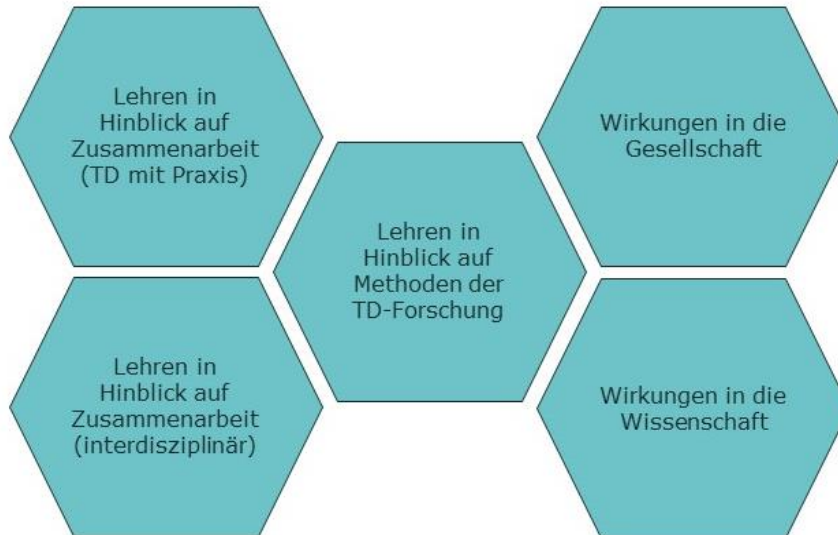 Lehren in
Hinblick auf
Zusammenarbeit
(TD mit Praxis)
Lehren in
Hinblick auf
Zusammenarbeit
(interdisziplinär)
Lehren in
Hinblick auf
Methoden der
TD-Forschung
Wirkungen in die
Gesellschaft
Wirkungen in die
Wissenschaft